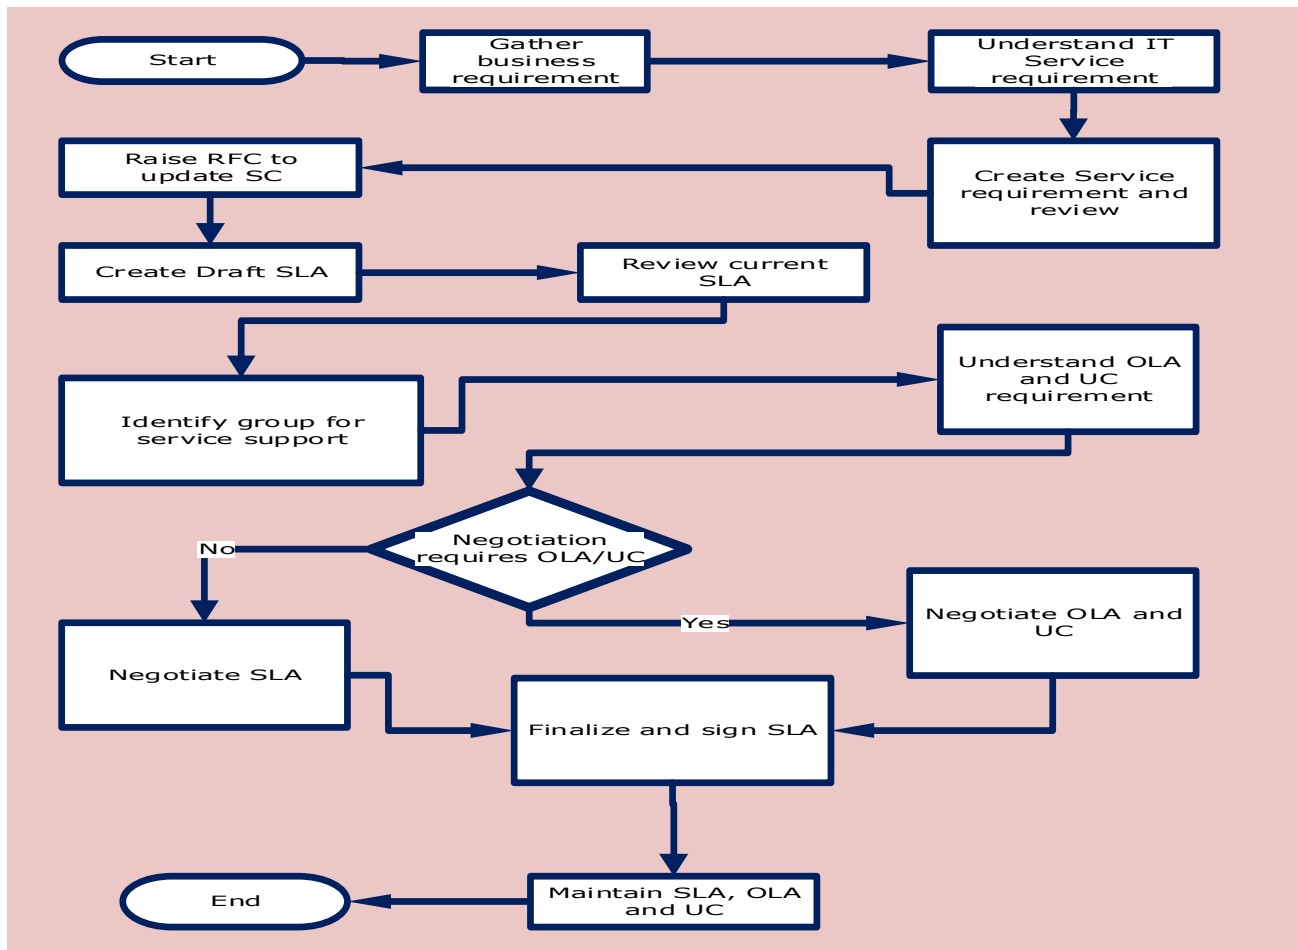 Start
Gather
business
requirement
Understand IT
Service
requirement
Raise RFC to
update SC
Create Service
requirement and
review
Create Draft SLA
Review current
SLA
Understand OLA
and UC
requirement
Identify group for
service support
Negotiation
requires OLA/UC
No
Yes
Negotiate OLA and
UC
Negotiate SLA
Finalize and sign SLA
Maintain SLA, OLA
and UC
End